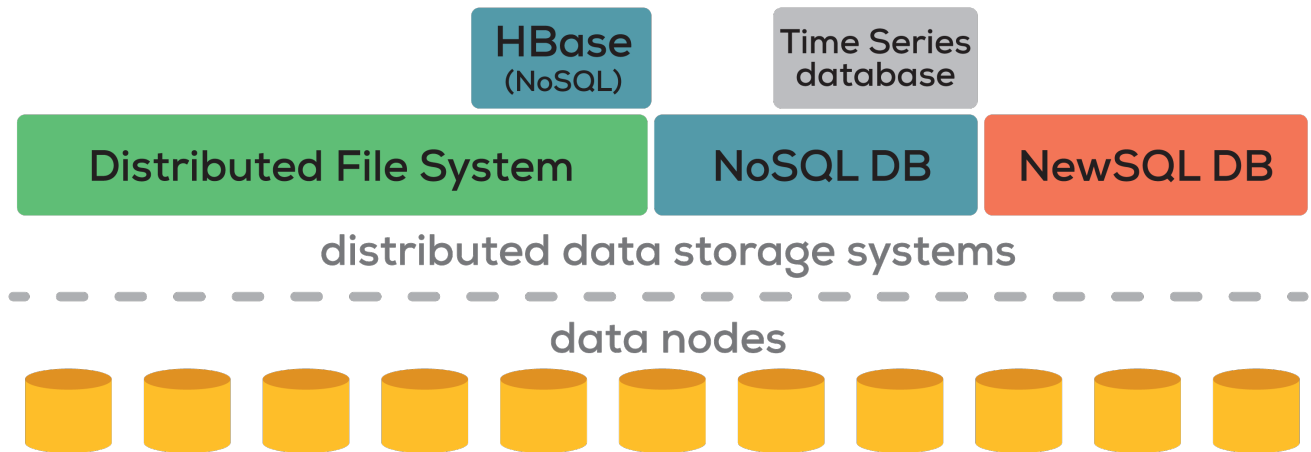 HBase
(NoSQL)
Time Series
database
Distributed File System
NoSQL DB
NewSQL DB
distributed data storage systems
data nodes